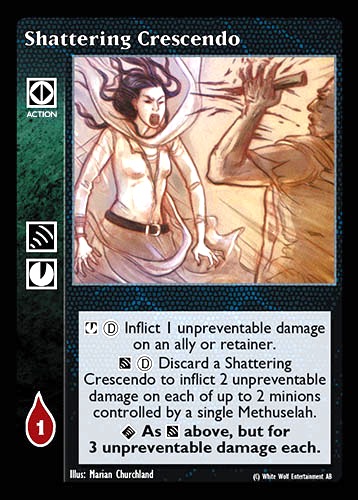 Shattering Crescendo
ACTION
D Inflict 1 unpreventable damage
on an ally or retainer.
D Discard a Shattering
Crescendo to inflict 2 unpreventable
damage on each of up to 2 minions
controlled by a single Methuselah.
As above, but for
3 unpreventable damage each.
1
Illus: Marian Churchland
(C) White Wolf Entertainment AB